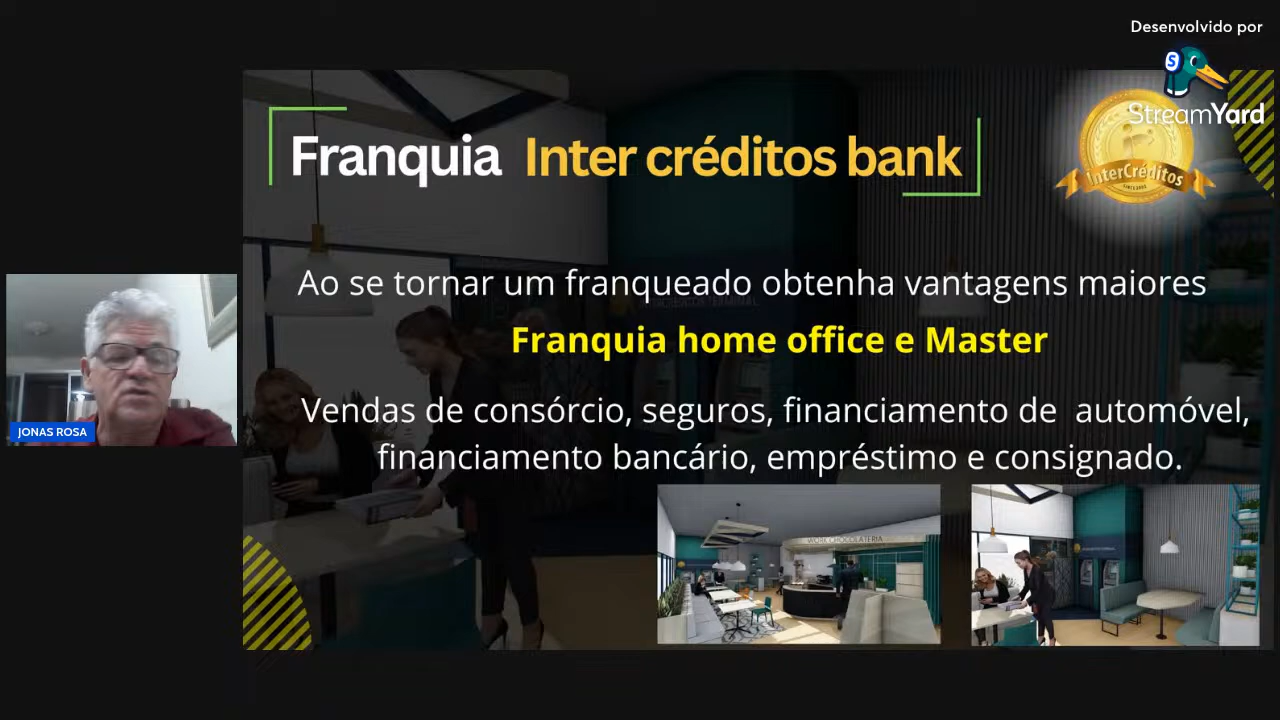 Desenvolvido por
StreamYard
Franquia Inter créditos bank
InterCréditos
Ao se tornar um franqueado obtenha vantagens maiores
Franquia home office e Master
Vendas de consórcio, seguros, financiamento de automóvel,
financiamento bancário, empréstimo e consignado.
JONAS ROSA